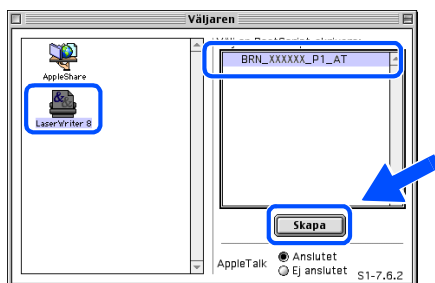 Väljaren
AppleShare
LaserWriter 8
BRN_XXXXXX_P1_AT
Skapa
AppleTalk
Anslutet
Ej anslutet
S1-7.6.2